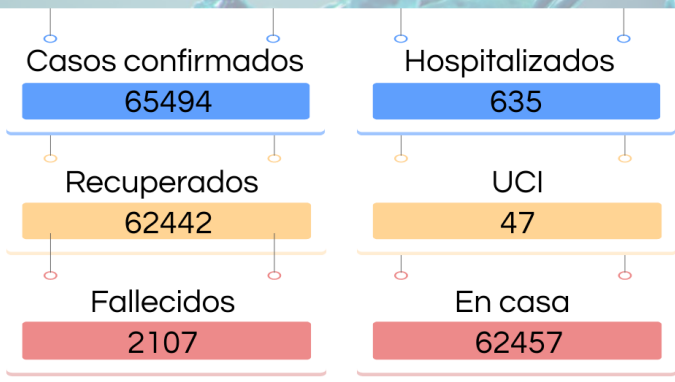 Casos confirmados
65494
Hospitalizados
635
Recuperados
62442
UCI
47
Fallecidos
2107
En casa
62457